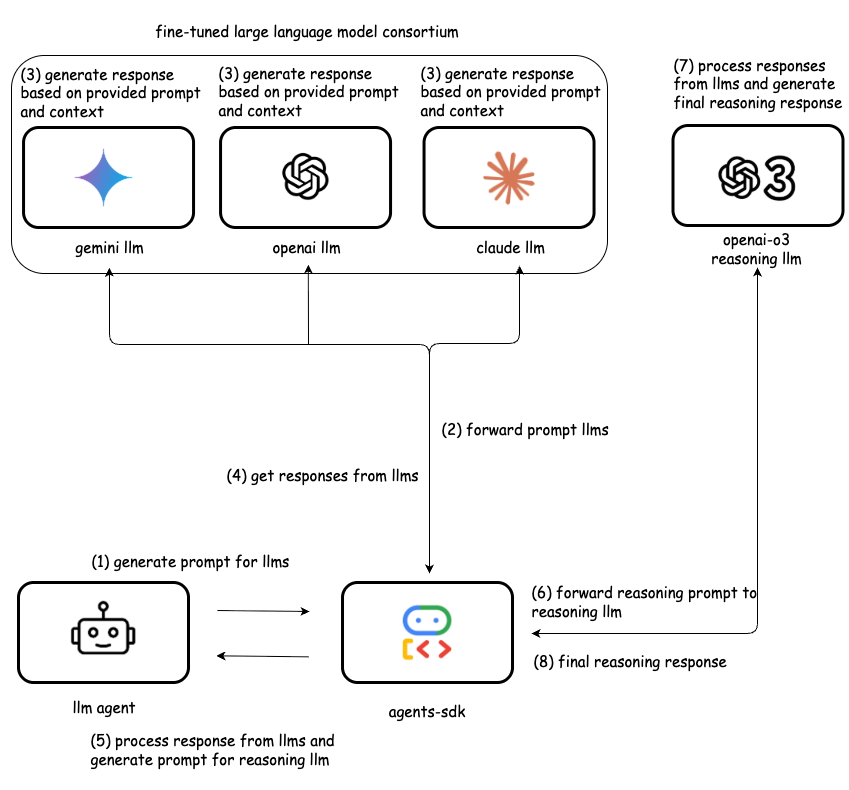 fine-tuned large language model consortium
(3) generate response
based on provided prompt
and context
(3) generate response
based on provided prompt
and context
(3) generate response
based on provided prompt
and context
(7) process responses
from llms and generate
final reasoning response
3
gemini llm
openai llm
claude llm
openai-o3
reasoning llm
(2) forward prompt llms
(4) get responses from llms
(1) generate prompt for llms
(6) forward reasoning prompt to
reasoning llm
(8) final reasoning response
llm agent
agents-sdk
(5) process response from llms and
generate prompt for reasoning llm